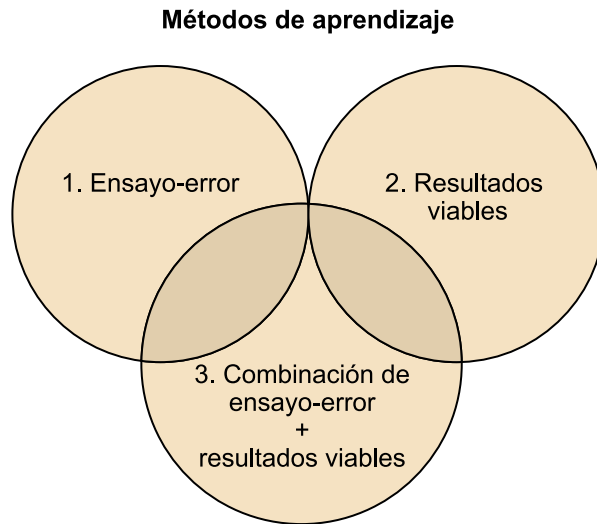 Métodos de aprendizaje
1. Ensayo-error
2. Resultados
viables
3. Combinación de
ensayo-error
+
resultados viables